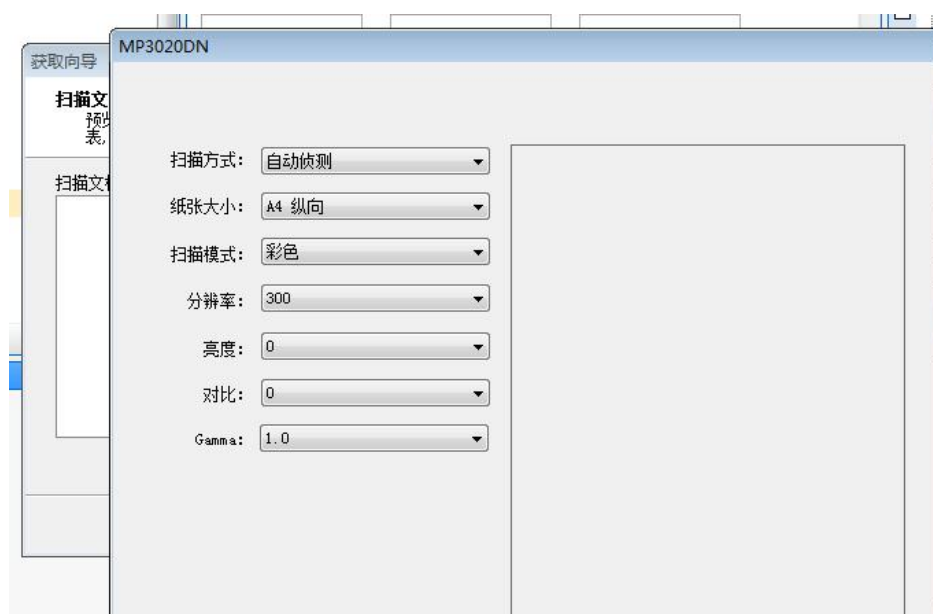 MP3020DN
获取向导
扫描文
预览
表,
扫描文档
扫描方式: 自动侦测
纸张大小: A4 纵向
扫描模式: 彩色
分辨率: 300
亮度: 0
对比: 0
Gamma: 1.0